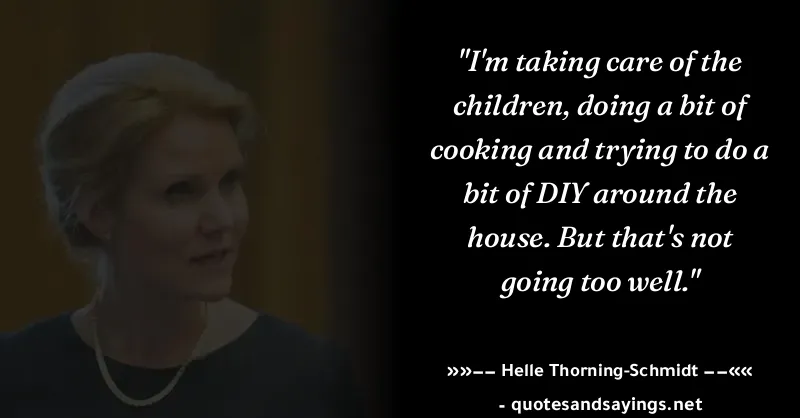 "I'm taking care of the
children, doing a bit of
cooking and trying to do a
bit of DIY around the
house. But that's not
going too well."
»»–– Helle Thorning-Schmidt ––««
- quotesandsayings.net